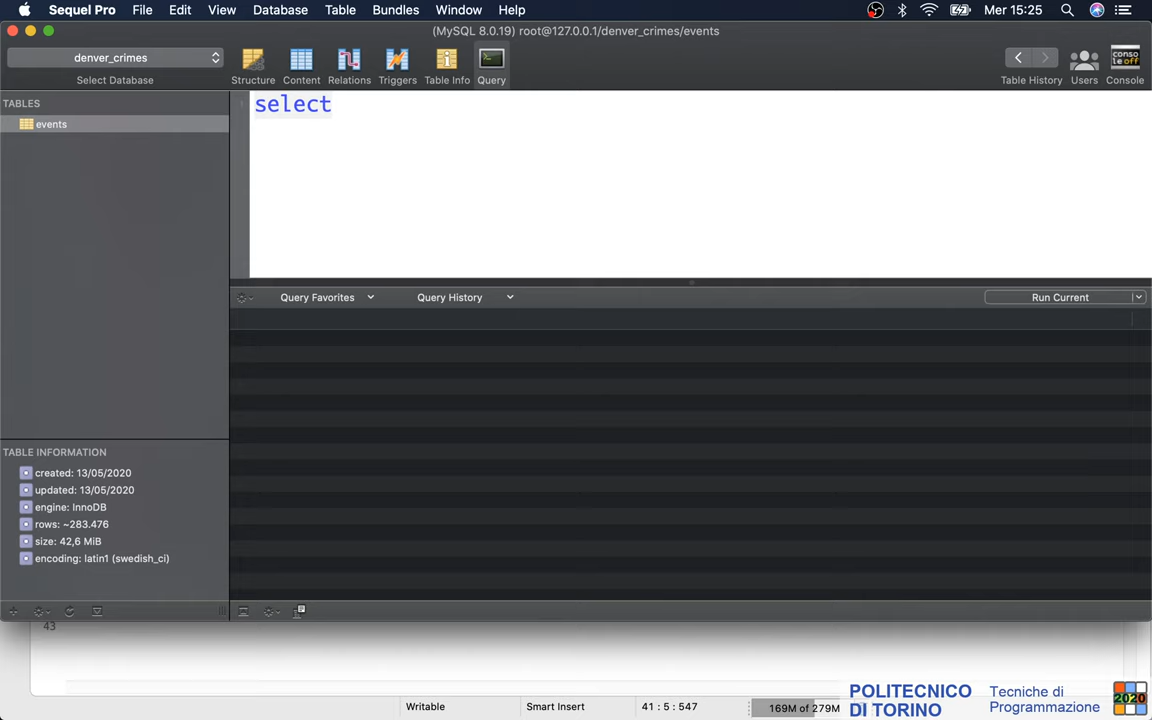 Sequel Pro File Edit View Database Table Bundles Window Help Mer 15:25
(MySQL 8.0.19) root@127.0.0.1/denver_crimes/events
denver_crimes
Select Database
Structure Content Relations Triggers Table Info Query
Table History Users Console
conso
le off
TABLES
events
1 select
Query Favorites Query History Run Current
TABLE INFORMATION
created: 13/05/2020
updated: 13/05/2020
engine: InnoDB
rows: ~283.476
size: 42,6 MiB
encoding: latin1 (swedish_ci)
43
Writable Smart Insert 41 : 5 : 547 169M of 279M
POLITECNICO
DI TORINO
Tecniche di
Programmazione
2020